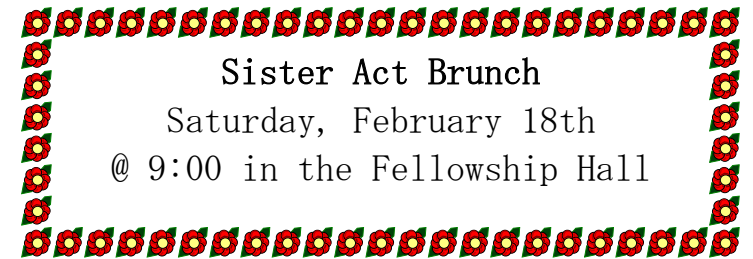 Sister Act Brunch
Saturday, February 18th
@ 9:00 in the Fellowship Hall